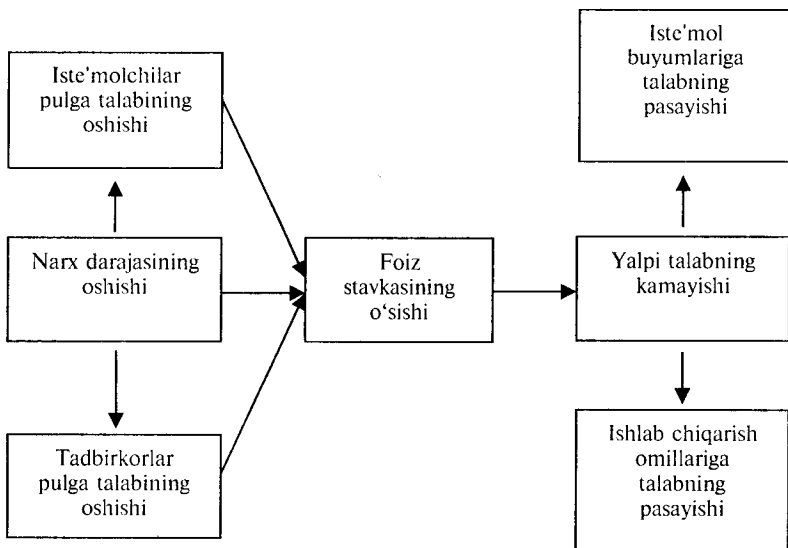 Iste'molchilar
pulga talabining
oshishi
Narx darajasining
oshishi
Tadbirkorlar
pulga talabining
oshishi
Foiz
stavkasining
o‘sishi
Iste'mol
buyumlariga
talabning
pasayishi
Yalpi talabning
kamayishi
Ishlab chiqarish
omillariga
talabning
pasayishi